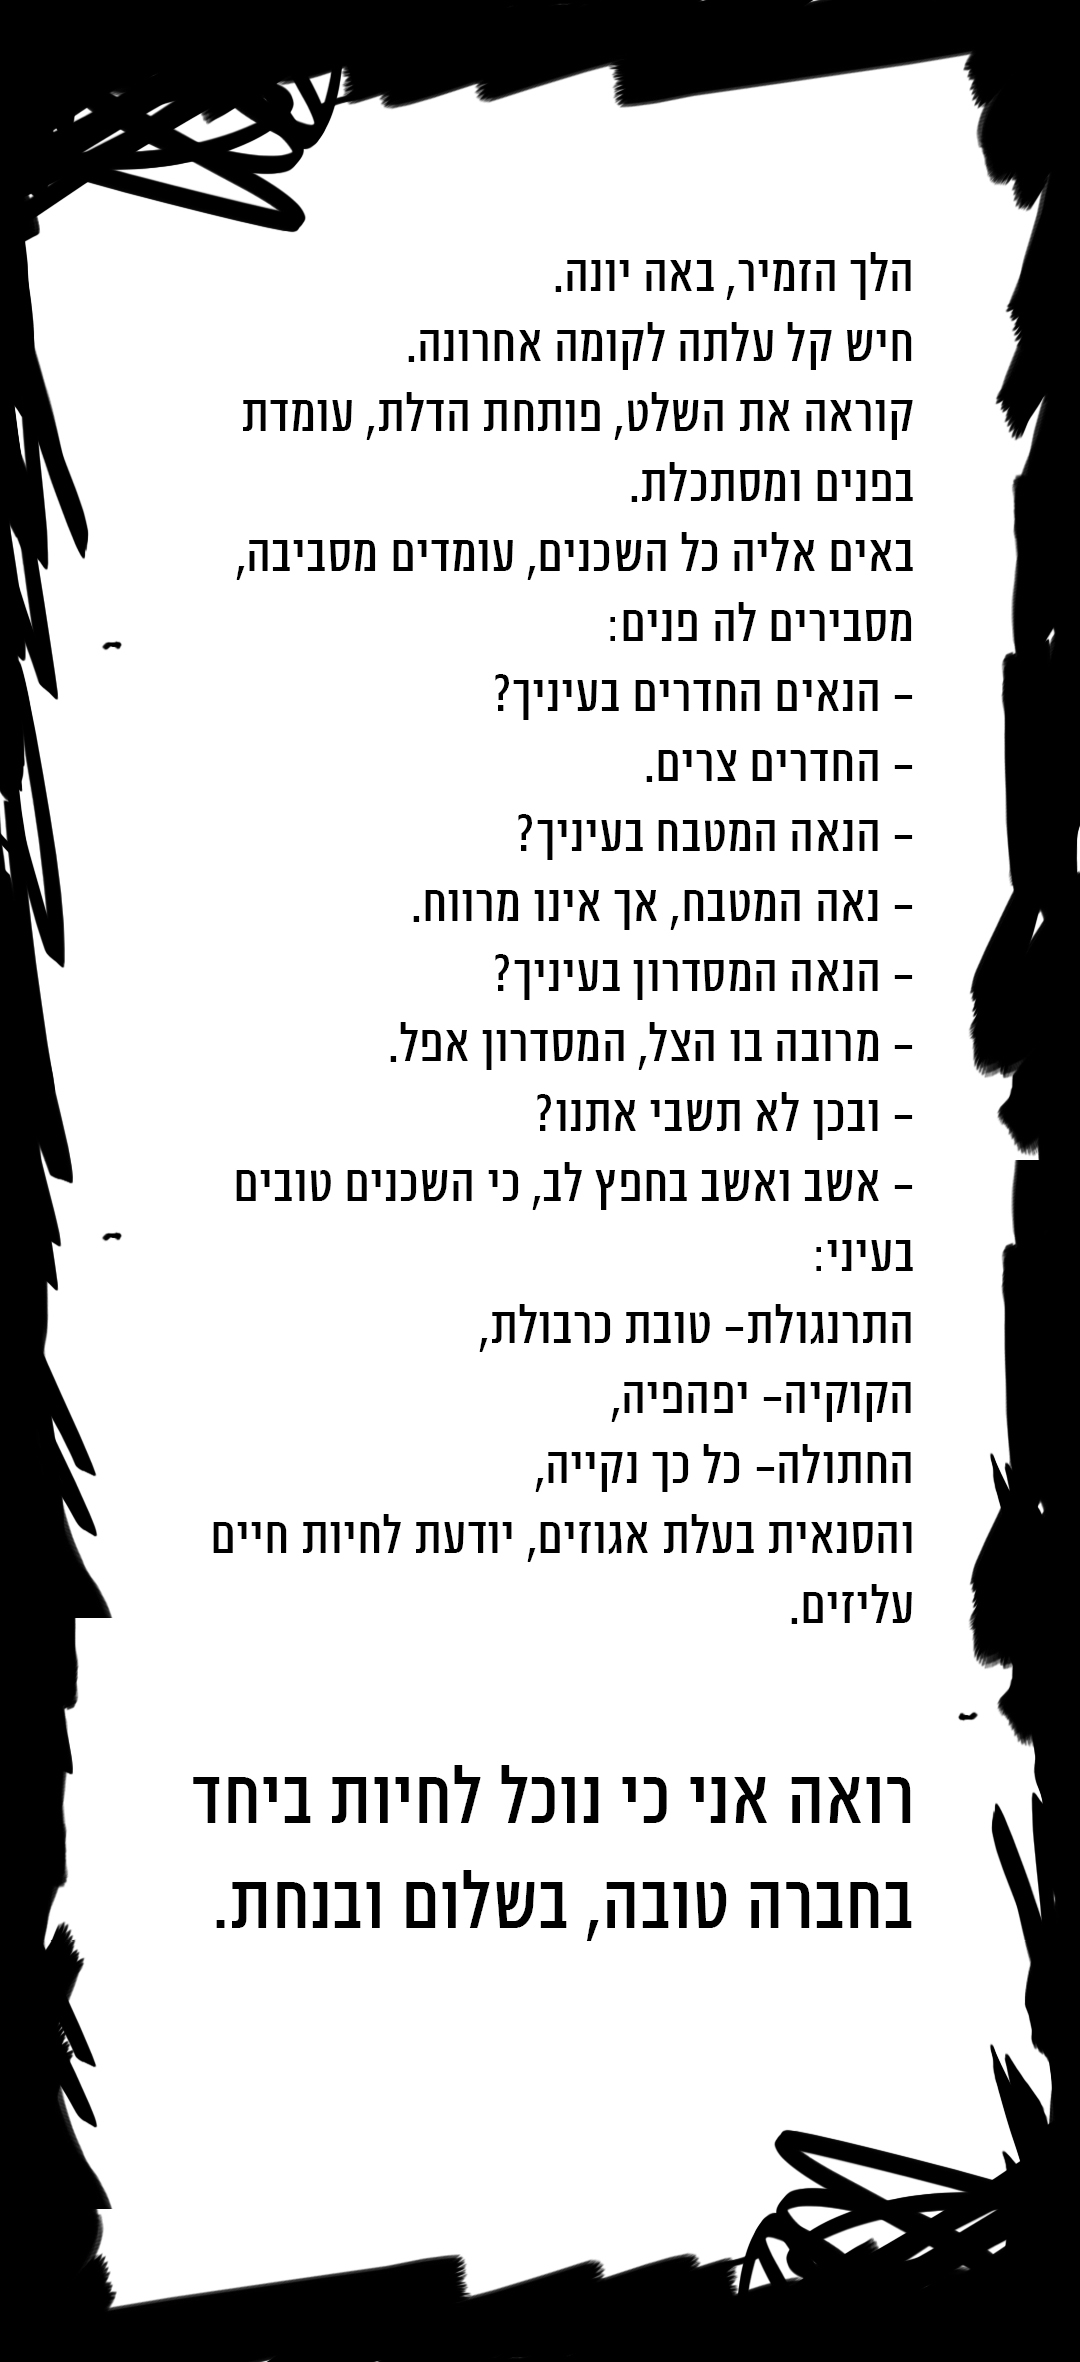 הלך הזמיר, באה יונה.
חיש קל עלתה לקומה אחרונה.
קוראה את השלט, פותחת הדלת, עומדת
בפנים ומסתכלת.
באים אליה כל השכנים, עומדים מסביבה,
מסבירים לה פנים:
- הנאים החדרים בעיניך?
- החדרים צרים.
- הנאה המטבח בעיניך?
- נאה המטבח, אך אינו מרווח.
- הנאה המסדרון בעיניך?
- מרובה בו הצל, המסדרון אפל.
- ובכן לא תשבי אתנו?
- אשב ואשב בחפץ לב, כי השכנים טובים
בעיני:
התרנגולת- טובת כרבולת,
הקוקיה- יפהפיה,
החתולה- כל כך נקייה,
והסנאית בעלת אגוזים, יודעת לחיות חיים
עליזים.
רואה אני כי נוכל לחיות ביחד
בחברה טובה, בשלום ובנחת.